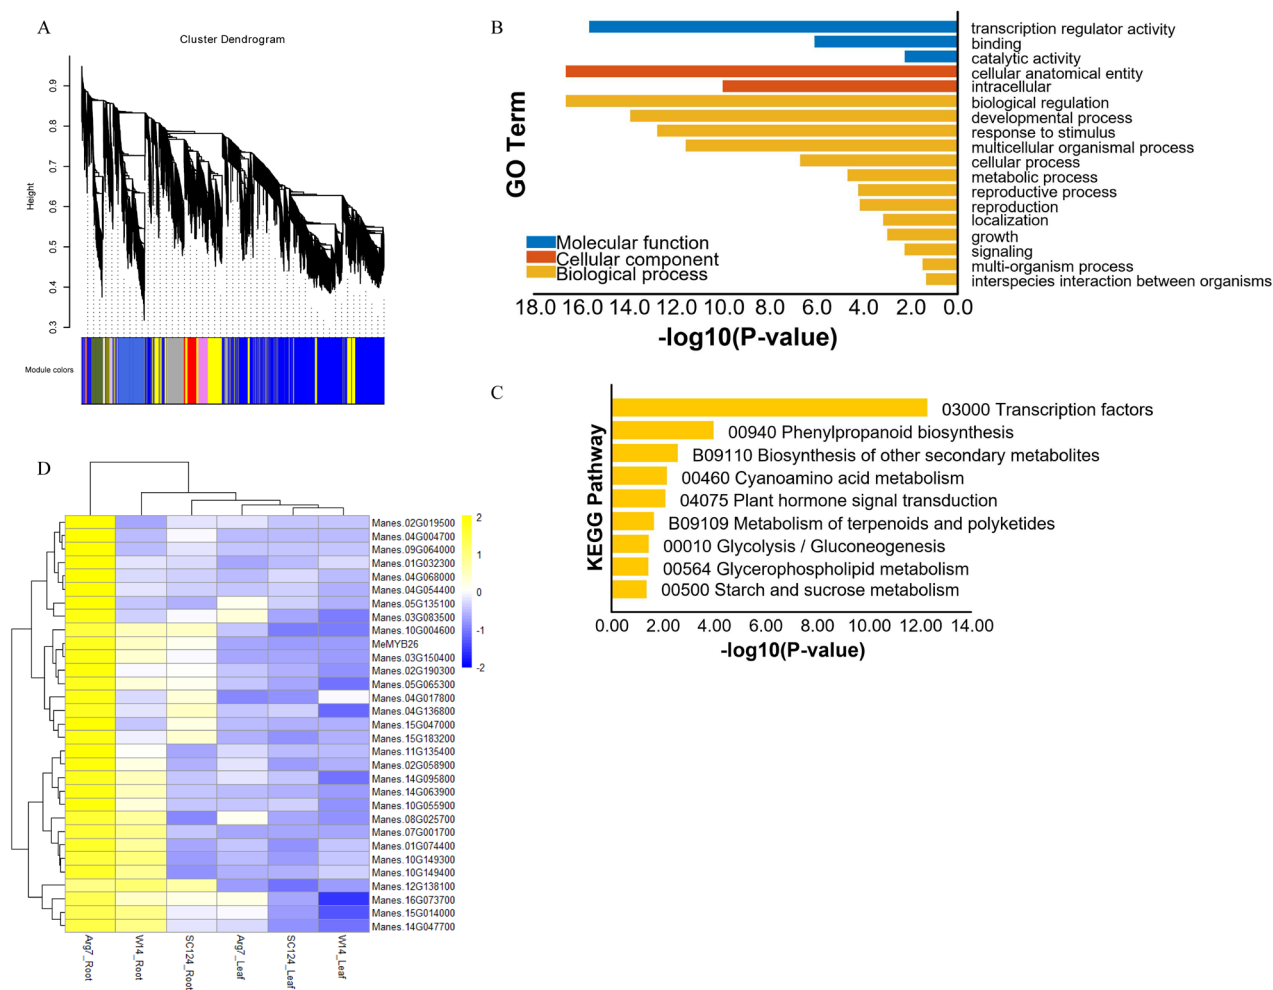 A
Cluster Dendrogram
Height
0.9
0.8
0.7
0.6
0.5
0.4
0.3
Module colors
B
GO Term
transcription regulator activity
binding
catalytic activity
cellular anatomical entity
intracellular
biological regulation
developmental process
response to stimulus
multicellular organismal process
cellular process
metabolic process
reproductive process
reproduction
localization
growth
signaling
multi-organism process
interspecies interaction between organisms
Molecular function
Cellular component
Biological process
18.0 16.0 14.0 12.0 10.0 8.0 6.0 4.0 2.0 0.0
-log10(P-value)
C
KEGG Pathway
03000 Transcription factors
00940 Phenylpropanoid biosynthesis
B09110 Biosynthesis of other secondary metabolites
00460 Cyanoamino acid metabolism
04075 Plant hormone signal transduction
B09109 Metabolism of terpenoids and polyketides
00010 Glycolysis / Gluconeogenesis
00564 Glycerophospholipid metabolism
00500 Starch and sucrose metabolism
0.00 2.00 4.00 6.00 8.00 10.00 12.00 14.00
-log10(P-value)
D
Manes.02G019500
Manes.04G004700
Manes.09G064000
Manes.01G032300
Manes.04G068000
Manes.04G054400
Manes.05G135100
Manes.03G083500
Manes.10G004600
MeMYB26
Manes.03G150400
Manes.02G190300
Manes.05G065300
Manes.04G017800
Manes.04G136800
Manes.15G047000
Manes.15G183200
Manes.11G135400
Manes.02G058900
Manes.14G095800
Manes.14G063900
Manes.10G055900
Manes.08G025700
Manes.07G001700
Manes.01G074400
Manes.10G149300
Manes.10G149400
Manes.12G138100
Manes.16G073700
Manes.15G014000
Manes.14G047700
2
1
0
-1
-2
Arg7_Root
W14_Root
SC124_Root
Arg7_Leaf
SC124_Leaf
W14_Leaf